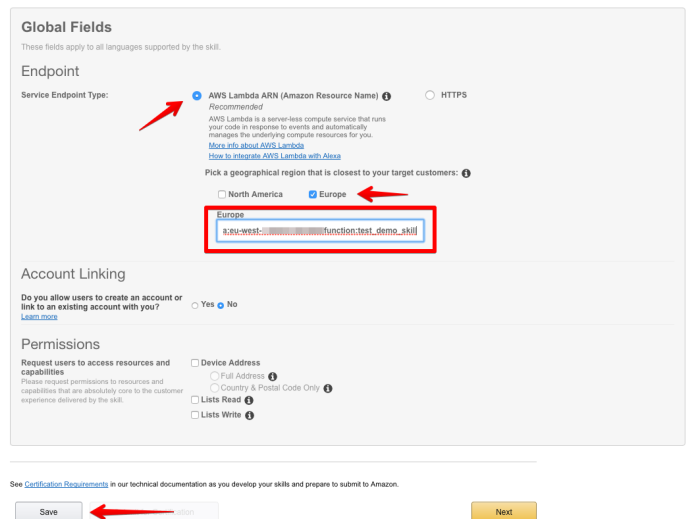 Global Fields
These fields apply to all languages supported by the skill.
Endpoint
Service Endpoint Type:
AWS Lambda ARN (Amazon Resource Name)
HTTPS
Recommended
AWS Lambda is a server-less compute service that runs
your code in response to events and automatically
manages the underlying compute resources for you.
More info about AWS Lambda
How to integrate AWS Lambda with Alexa
Pick a geographical region that is closest to your target customers:
North America
Europe
Europe
a:eu-west- function:test_demo_skill
Account Linking
Do you allow users to create an account or
link to an existing account with you?
Learn more
Yes
No
Permissions
Request users to access resources and
capabilities
Please request permissions to resources and
capabilities that are absolutely core to the customer
experience delivered by the skill.
Device Address
Full Address
Country & Postal Code Only
Lists Read
Lists Write
See Certification Requirements in our technical documentation as you develop your skills and prepare to submit to Amazon.
Save
Next